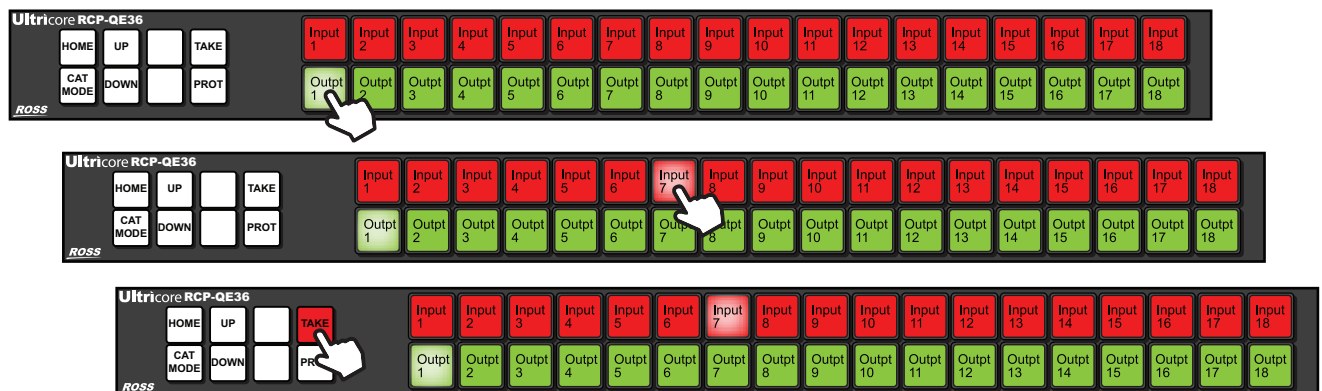 Ultricore RCP-QE36
HOME UP TAKE
CAT MODE DOWN PROT
ROSS
Input 1 Input 2 Input 3 Input 4 Input 5 Input 6 Input 7 Input 8 Input 9 Input 10 Input 11 Input 12 Input 13 Input 14 Input 15 Input 16 Input 17 Input 18
Outpt 1 Outpt 2 Outpt 3 Outpt 4 Outpt 5 Outpt 6 Outpt 7 Outpt 8 Outpt 9 Outpt 10 Outpt 11 Outpt 12 Outpt 13 Outpt 14 Outpt 15 Outpt 16 Outpt 17 Outpt 18
Ultricore RCP-QE36
HOME UP TAKE
CAT MODE DOWN PROT
ROSS
Input 1 Input 2 Input 3 Input 4 Input 5 Input 6 Input 7 Input 8 Input 9 Input 10 Input 11 Input 12 Input 13 Input 14 Input 15 Input 16 Input 17 Input 18
Outpt 1 Outpt 2 Outpt 3 Outpt 4 Outpt 5 Outpt 6 Outpt 7 Outpt 8 Outpt 9 Outpt 10 Outpt 11 Outpt 12 Outpt 13 Outpt 14 Outpt 15 Outpt 16 Outpt 17 Outpt 18
Ultricore RCP-QE36
HOME UP TAKE
CAT MODE DOWN
ROSS
Input 1 Input 2 Input 3 Input 4 Input 5 Input 6 Input 7 Input 8 Input 9 Input 10 Input 11 Input 12 Input 13 Input 14 Input 15 Input 16 Input 17 Input 18
Outpt 1 Outpt 2 Outpt 3 Outpt 4 Outpt 5 Outpt 6 Outpt 7 Outpt 8 Outpt 9 Outpt 10 Outpt 11 Outpt 12 Outpt 13 Outpt 14 Outpt 15 Outpt 16 Outpt 17 Outpt 18